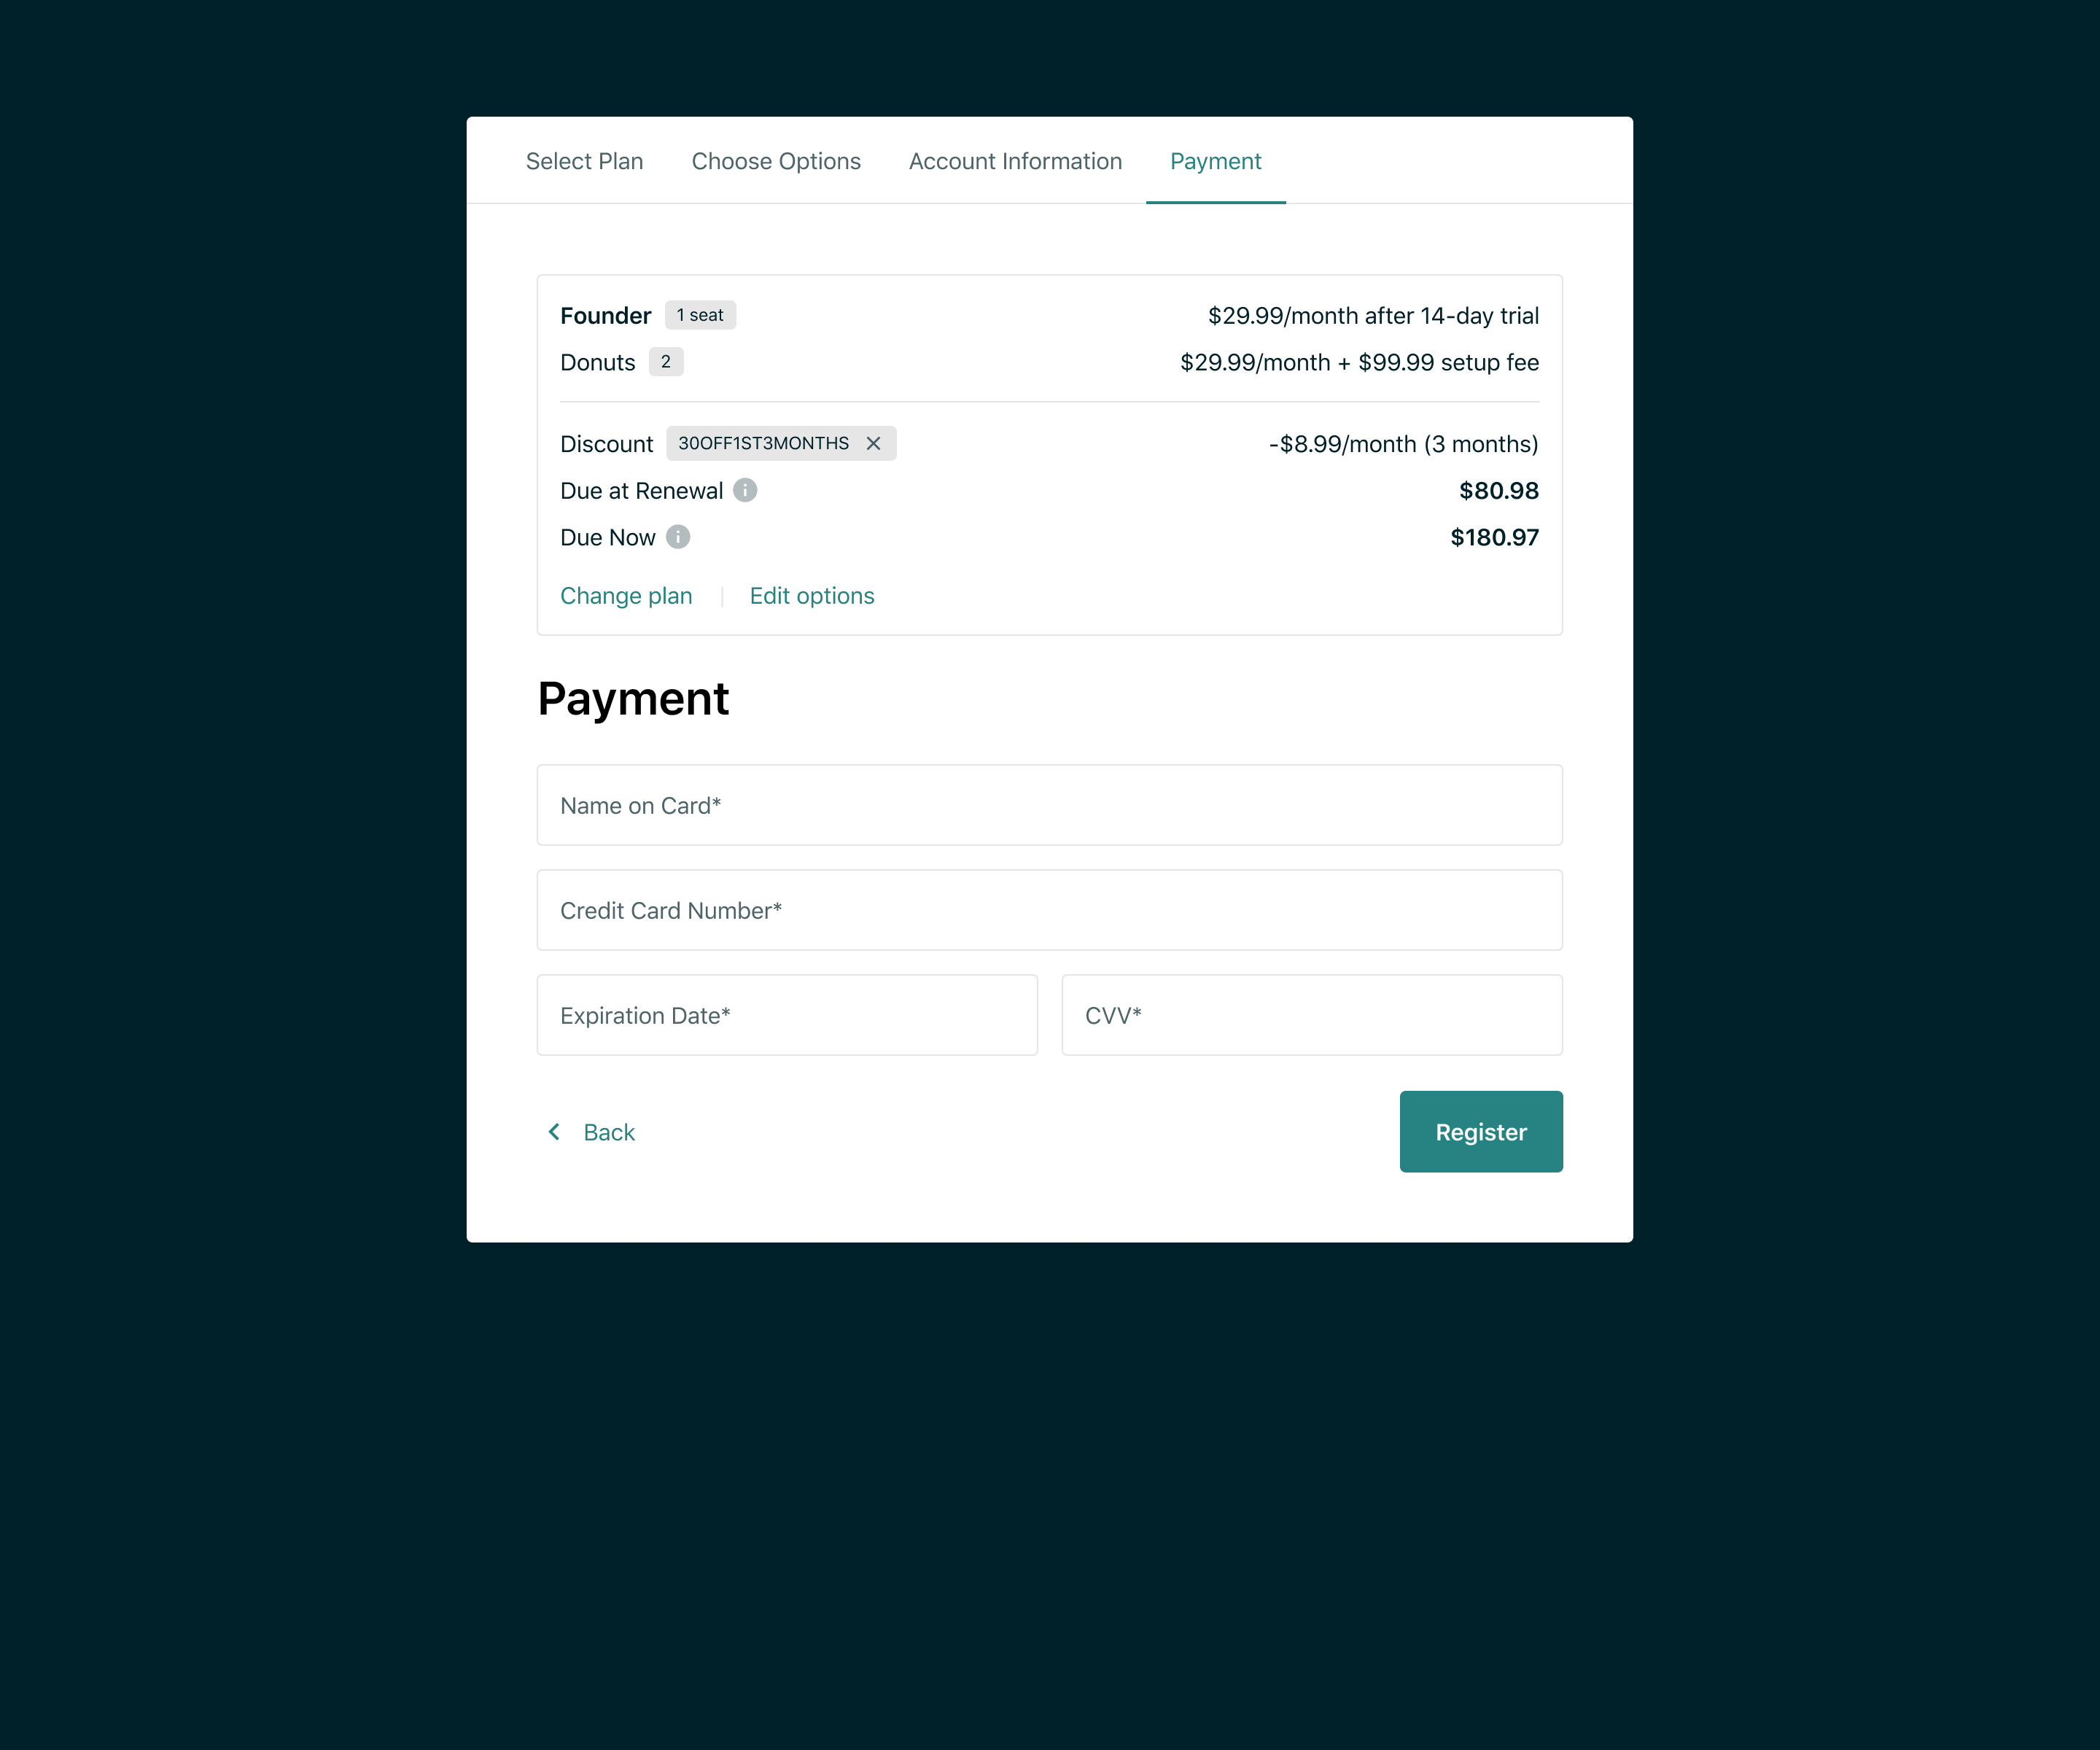 Select Plan Choose Options Account Information Payment
Founder 1 seat $29.99/month after 14-day trial
Donuts 2 $29.99/month + $99.99 setup fee
Discount 30OFF1ST3MONTHS -$8.99/month (3 months)
Due at Renewal $80.98
Due Now $180.97
Change plan Edit options
Payment
Name on Card*
Credit Card Number*
Expiration Date* CVV*
Back Register